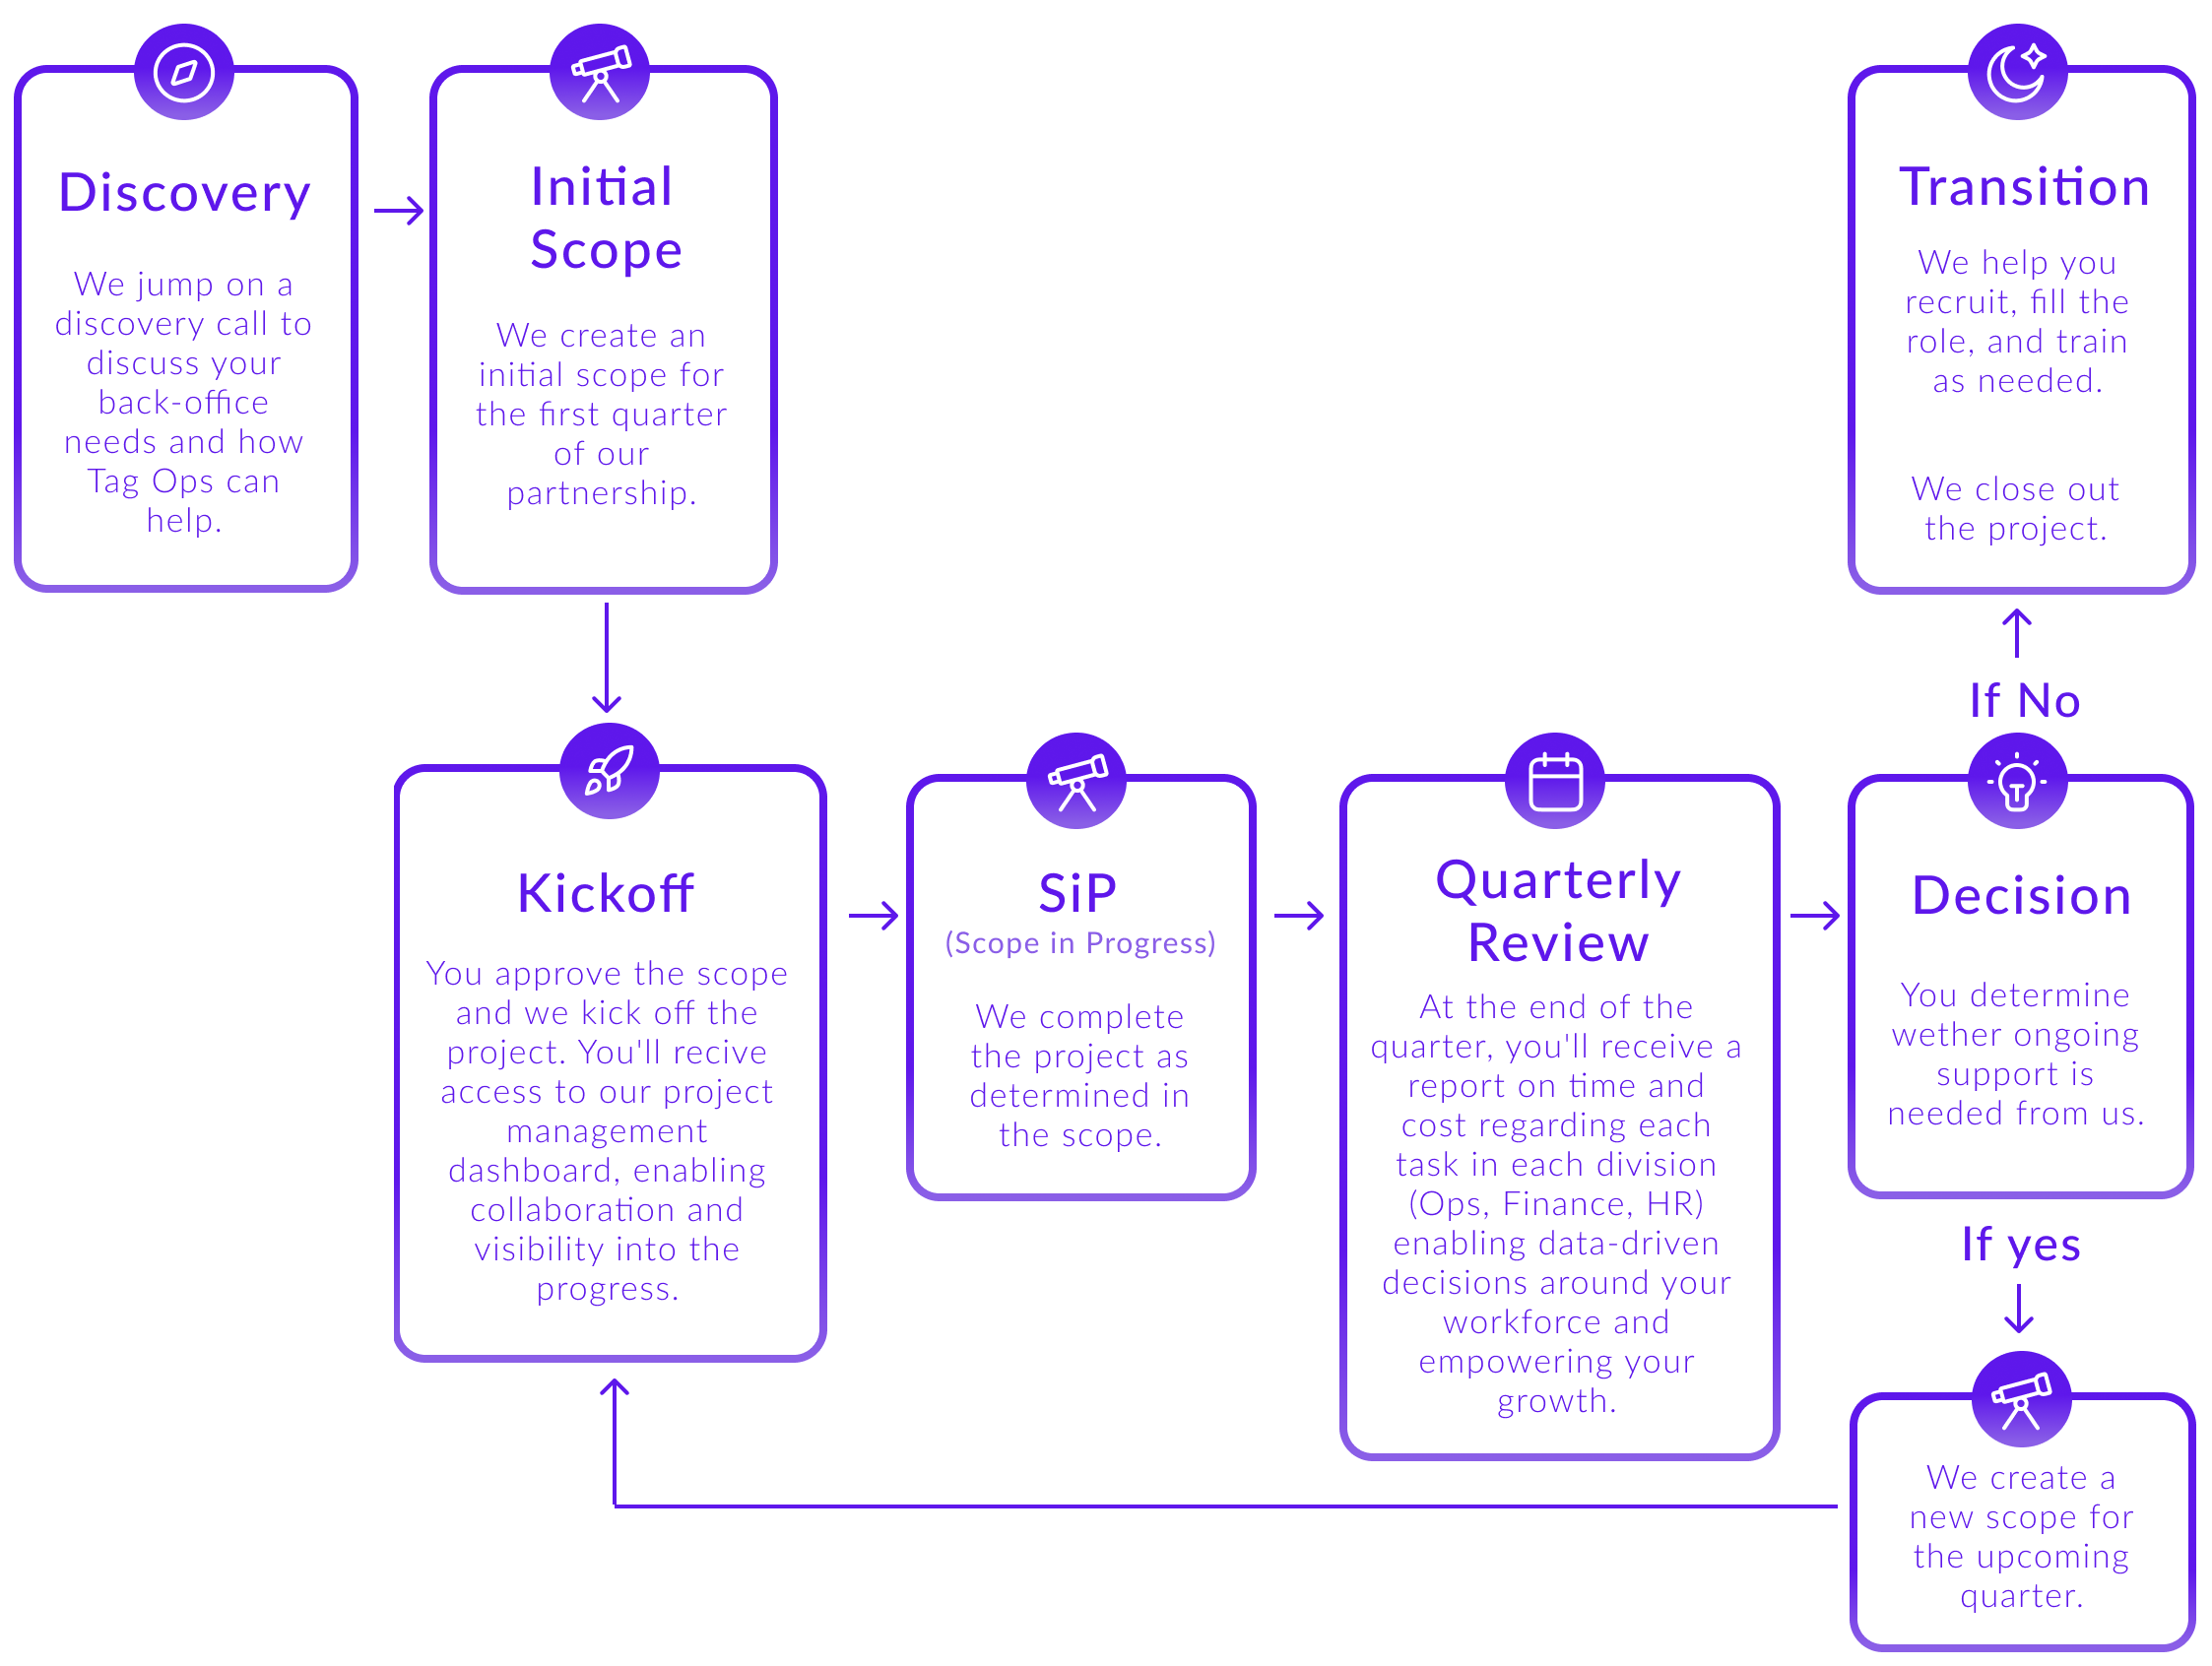 Discovery
We jump on a
discovery call to
discuss your
back-office
needs and how
Tag Ops can
help.
Initial
Scope
We create an
initial scope for
the first quarter
of our
partnership.
Transition
We help you
recruit, fill the
role, and train
as needed.
We close out
the project.
If No
Kickoff
You approve the scope
and we kick off the
project. You'll recive
access to our project
management
dashboard, enabling
collaboration and
visibility into the
progress.
SiP
(Scope in Progress)
We complete
the project as
determined in
the scope.
Quarterly
Review
At the end of the
quarter, you'll receive a
report on time and
cost regarding each
task in each division
(Ops, Finance, HR)
enabling data-driven
decisions around your
workforce and
empowering your
growth.
Decision
You determine
wether ongoing
support is
needed from us.
If yes
We create a
new scope for
the upcoming
quarter.